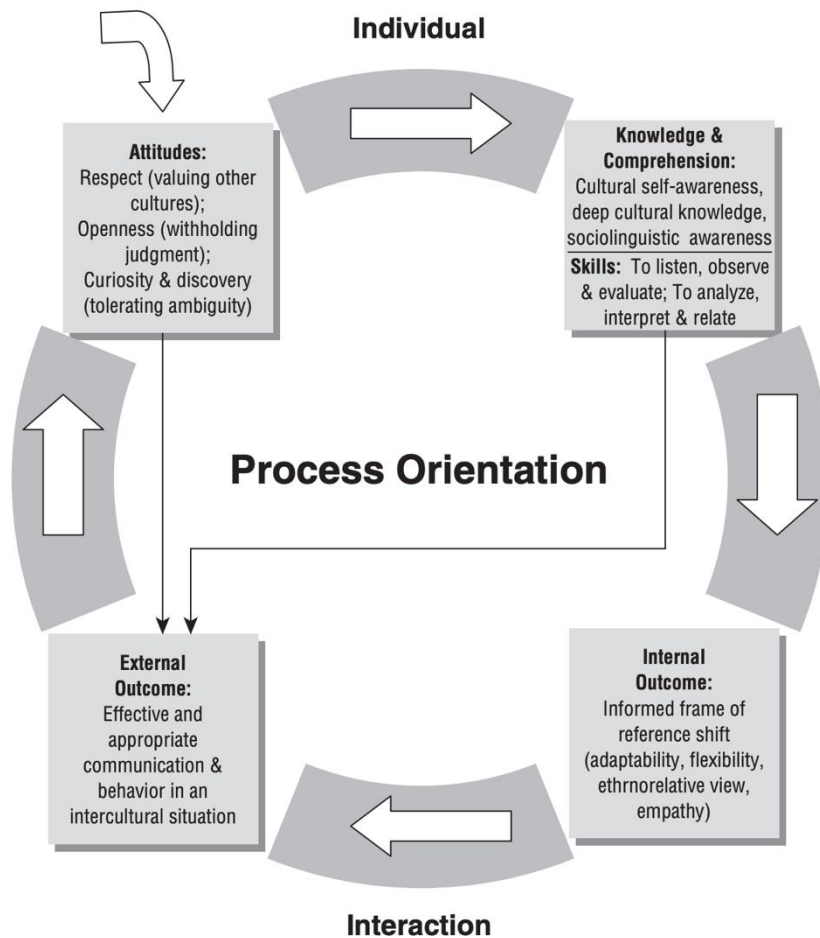 Individual
Attitudes:
Respect (valuing other
cultures);
Openness (withholding
judgment);
Curiosity & discovery
(tolerating ambiguity)
Knowledge &
Comprehension:
Cultural self-awareness,
deep cultural knowledge,
sociolinguistic awareness
Skills: To listen, observe
& evaluate; To analyze,
interpret & relate
Process Orientation
External
Outcome:
Effective and
appropriate
communication &
behavior in an
intercultural situation
Internal
Outcome:
Informed frame of
reference shift
(adaptability, flexibility,
ethrnorelative view,
empathy)
Interaction